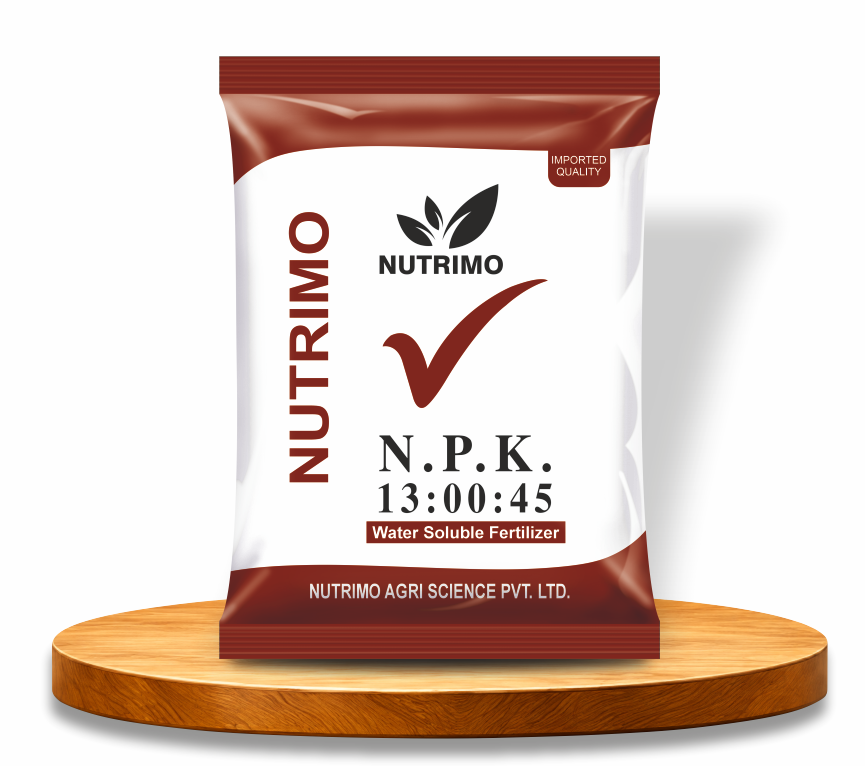 IMPORTED
QUALITY
NUTRIMO
NUTRIMO
N.P.K.
13:00:45
Water Soluble Fertilizer
NUTRIMO AGRI SCIENCE PVT. LTD.